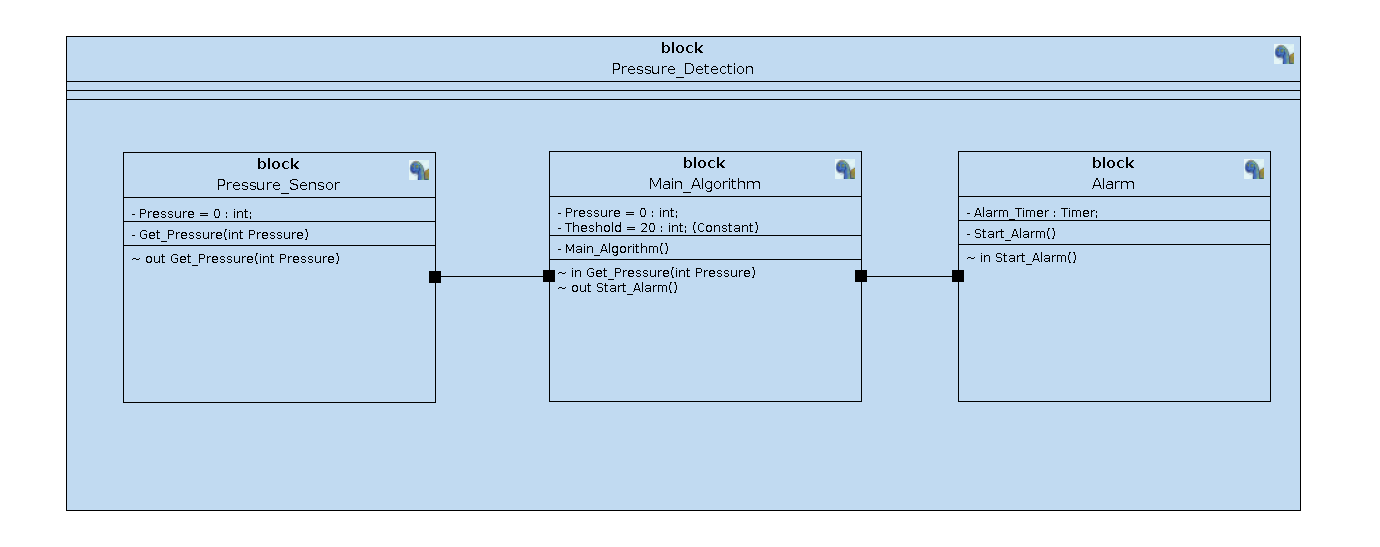 block
Pressure_Detection
block
Pressure_Sensor
- Pressure = 0 : int;
- Get_Pressure(int Pressure)
~ out Get_Pressure(int Pressure)
block
Main_Algorithm
- Pressure = 0 : int;
- Theshold = 20 : int; (Constant)
- Main_Algorithm()
~ in Get_Pressure(int Pressure)
~ out Start_Alarm()
block
Alarm
- Alarm_Timer : Timer;
- Start_Alarm()
~ in Start_Alarm()